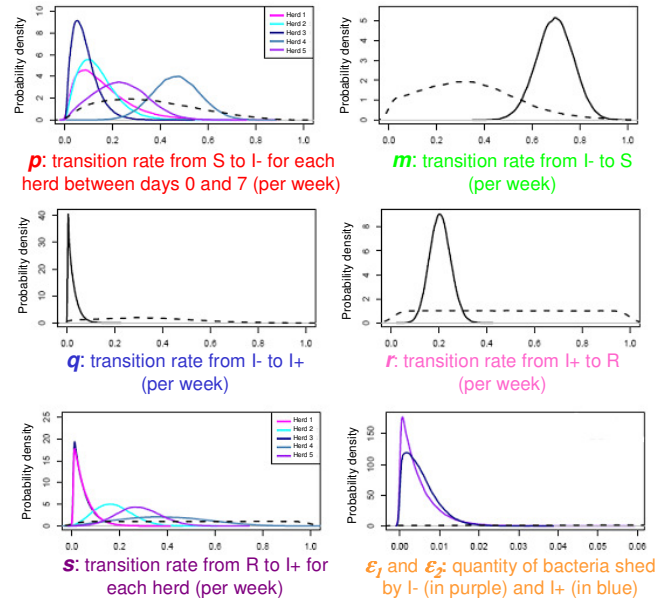 Probability density
0 2 4 6 8 10
0.0 0.2 0.4 0.6 0.8 1.0
Herd 1
Herd 2
Herd 3
Herd 4
Herd 5
p: transition rate from S to I- for each
herd between days 0 and 7 (per week)
Probability density
0 1 2 3 4 5
0.0 0.2 0.4 0.6 0.8 1.0
m: transition rate from I- to S
(per week)
Probability density
0 10 20 30 40
0.0 0.2 0.4 0.6 0.8 1.0
q: transition rate from I- to I+
(per week)
Probability density
0 2 4 6 8
0.0 0.2 0.4 0.6 0.8 1.0
r: transition rate from I+ to R
(per week)
Probability density
0 5 10 15 20 25
0.0 0.2 0.4 0.6 0.8 1.0
Herd 1
Herd 2
Herd 3
Herd 4
Herd 5
s: transition rate from R to I+ for
each herd (per week)
Probability density
0 50 100 150
0.00 0.01 0.02 0.03 0.04 0.05 0.06
ε1 and ε2: quantity of bacteria shed
by I- (in purple) and I+ (in blue)